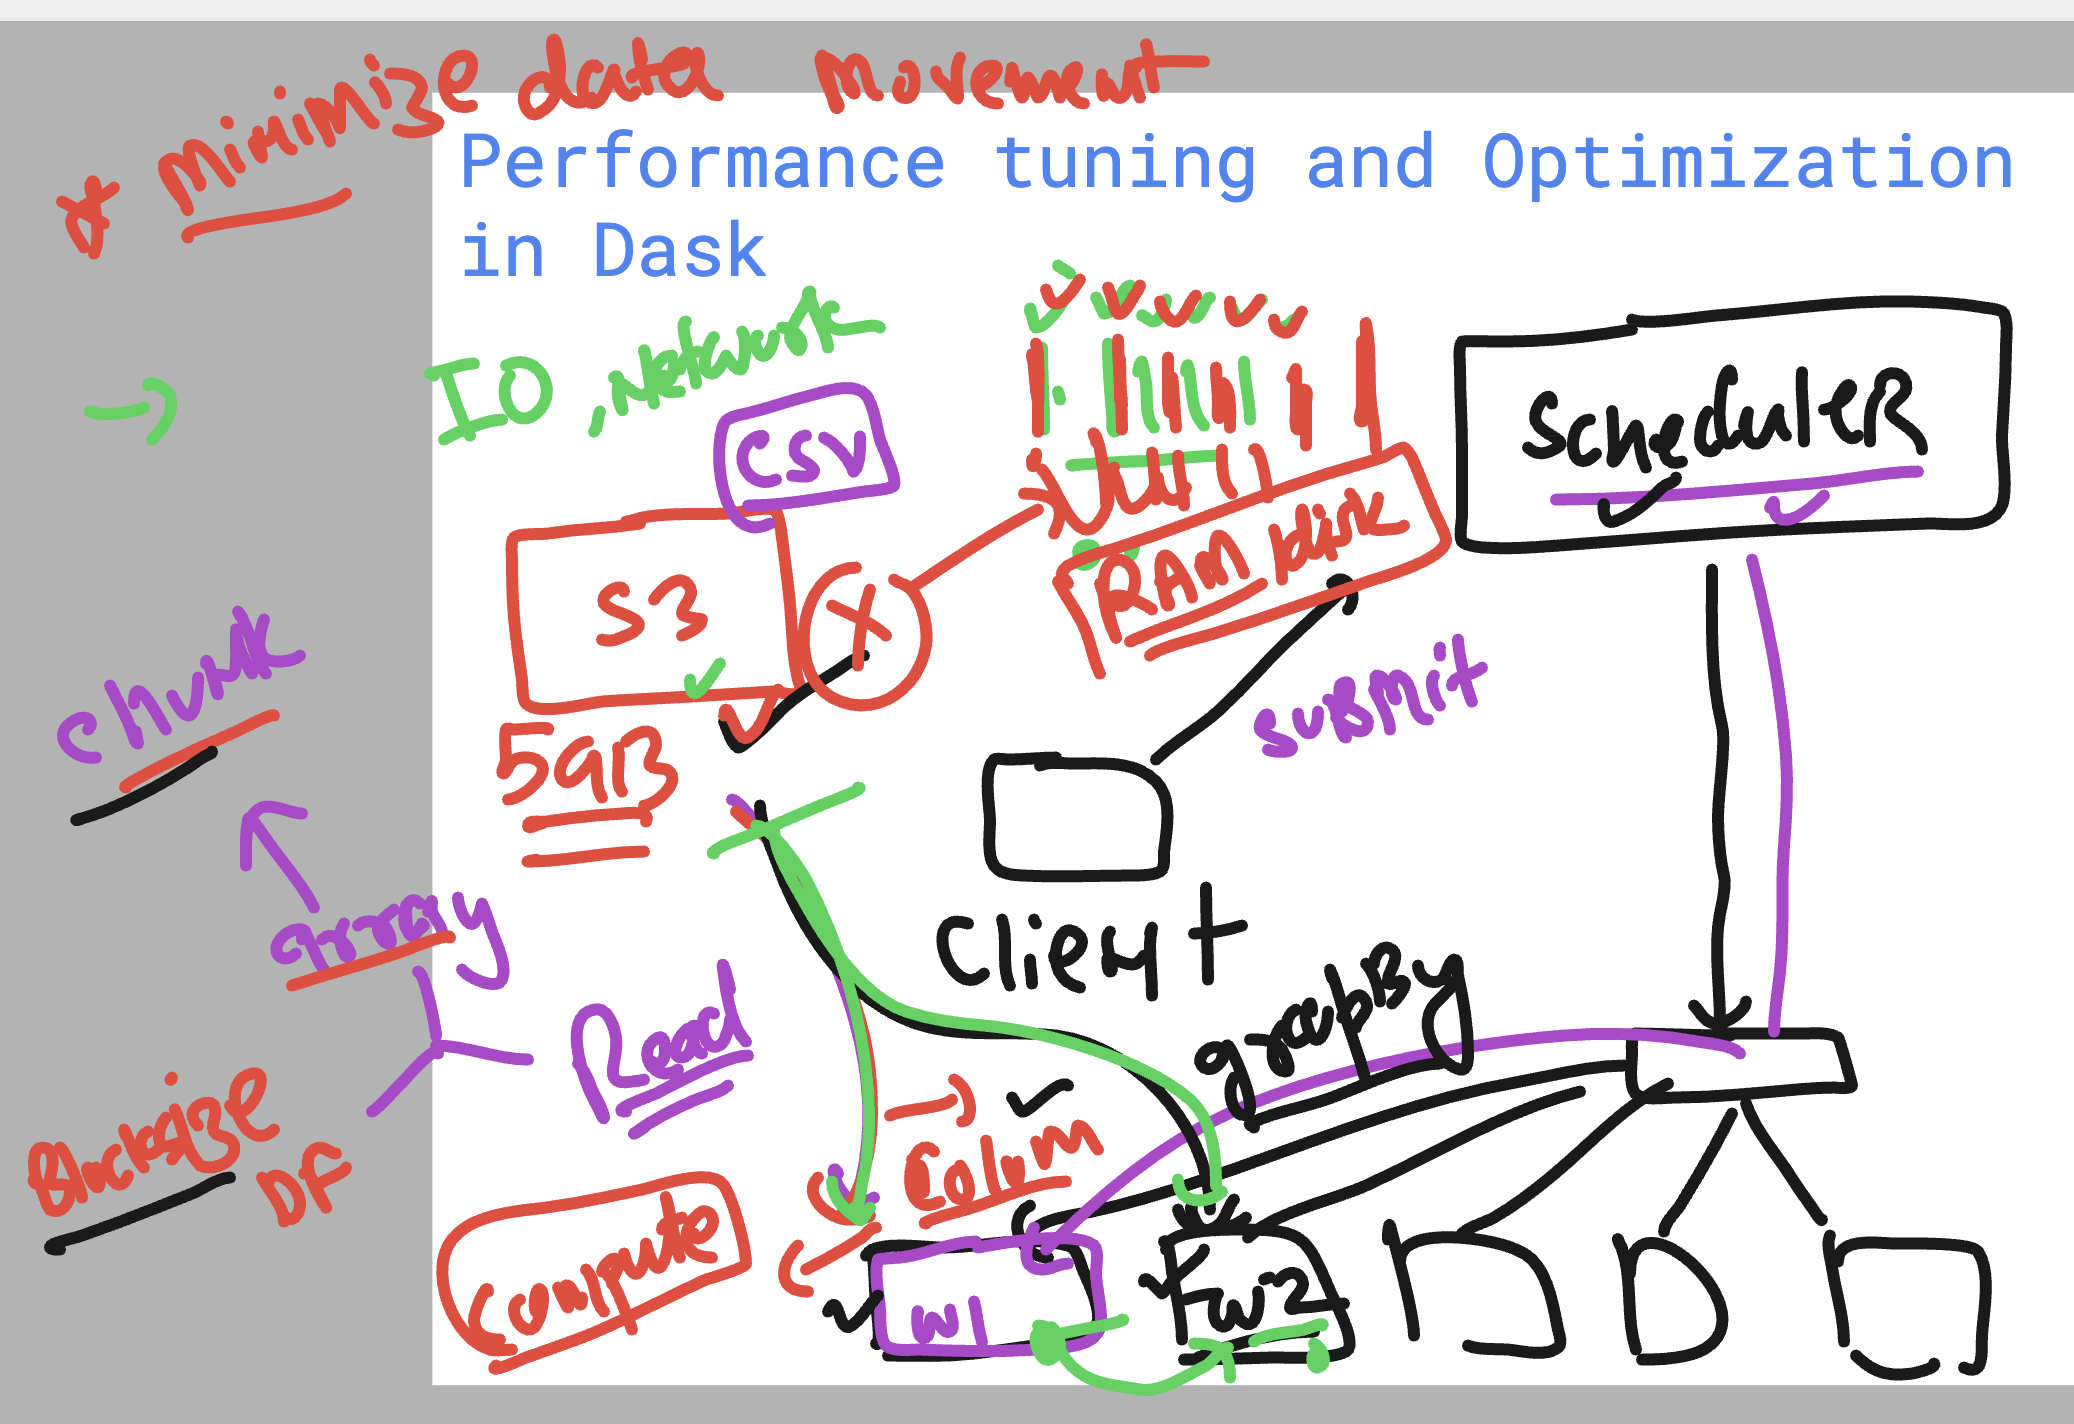 * Minimize data Movement
Performance tuning and Optimization
in Dask
IO, Network
CSV
SCheduleR
S3
RAM
disk
Chunk
5GB
SUBMit
array
Client
Read
groupBy
Blocksize
DF
Colum
Compute
W1
W2